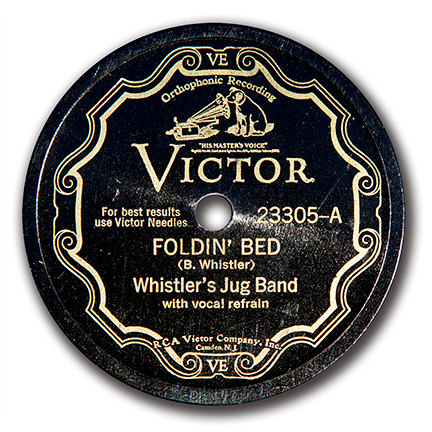 VE
Orthophonic Recording
"HIS MASTER'S VOICE"
VICTOR
For best results
use Victor Needles
23305-A
FOLDIN' BED
(B. Whistler)
Whistler's Jug Band
with vocal refrain
RCA Victor Company, Inc.
Camden, N.J.
VE